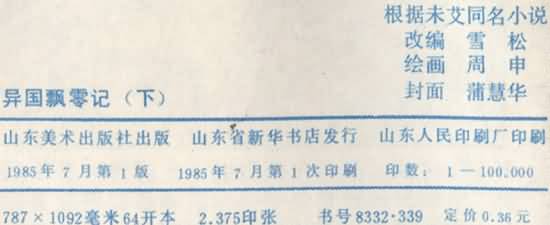 根据未艾同名小说
改编 雪松
绘画 周申
封面 蒲慧华
异国飘零记（下）
山东美术出版社出版 山东省新华书店发行 山东人民印刷厂印刷
1985年7月第1版 1985年7月第1次印刷 印数：1—100,000
787×1092毫米64开本 2.375印张 书号8332·339 定价0.36元